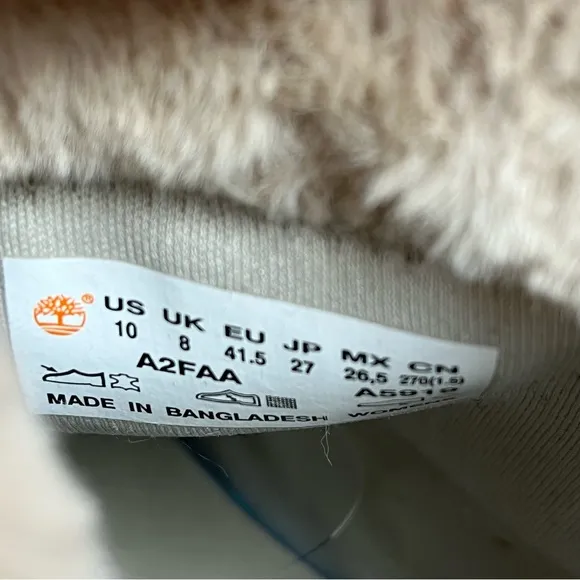 ® US UK EU JP MX CN
10 8 41.5 27 26.5 270(1.5)
A2FAA
MADE IN BANGLADESH